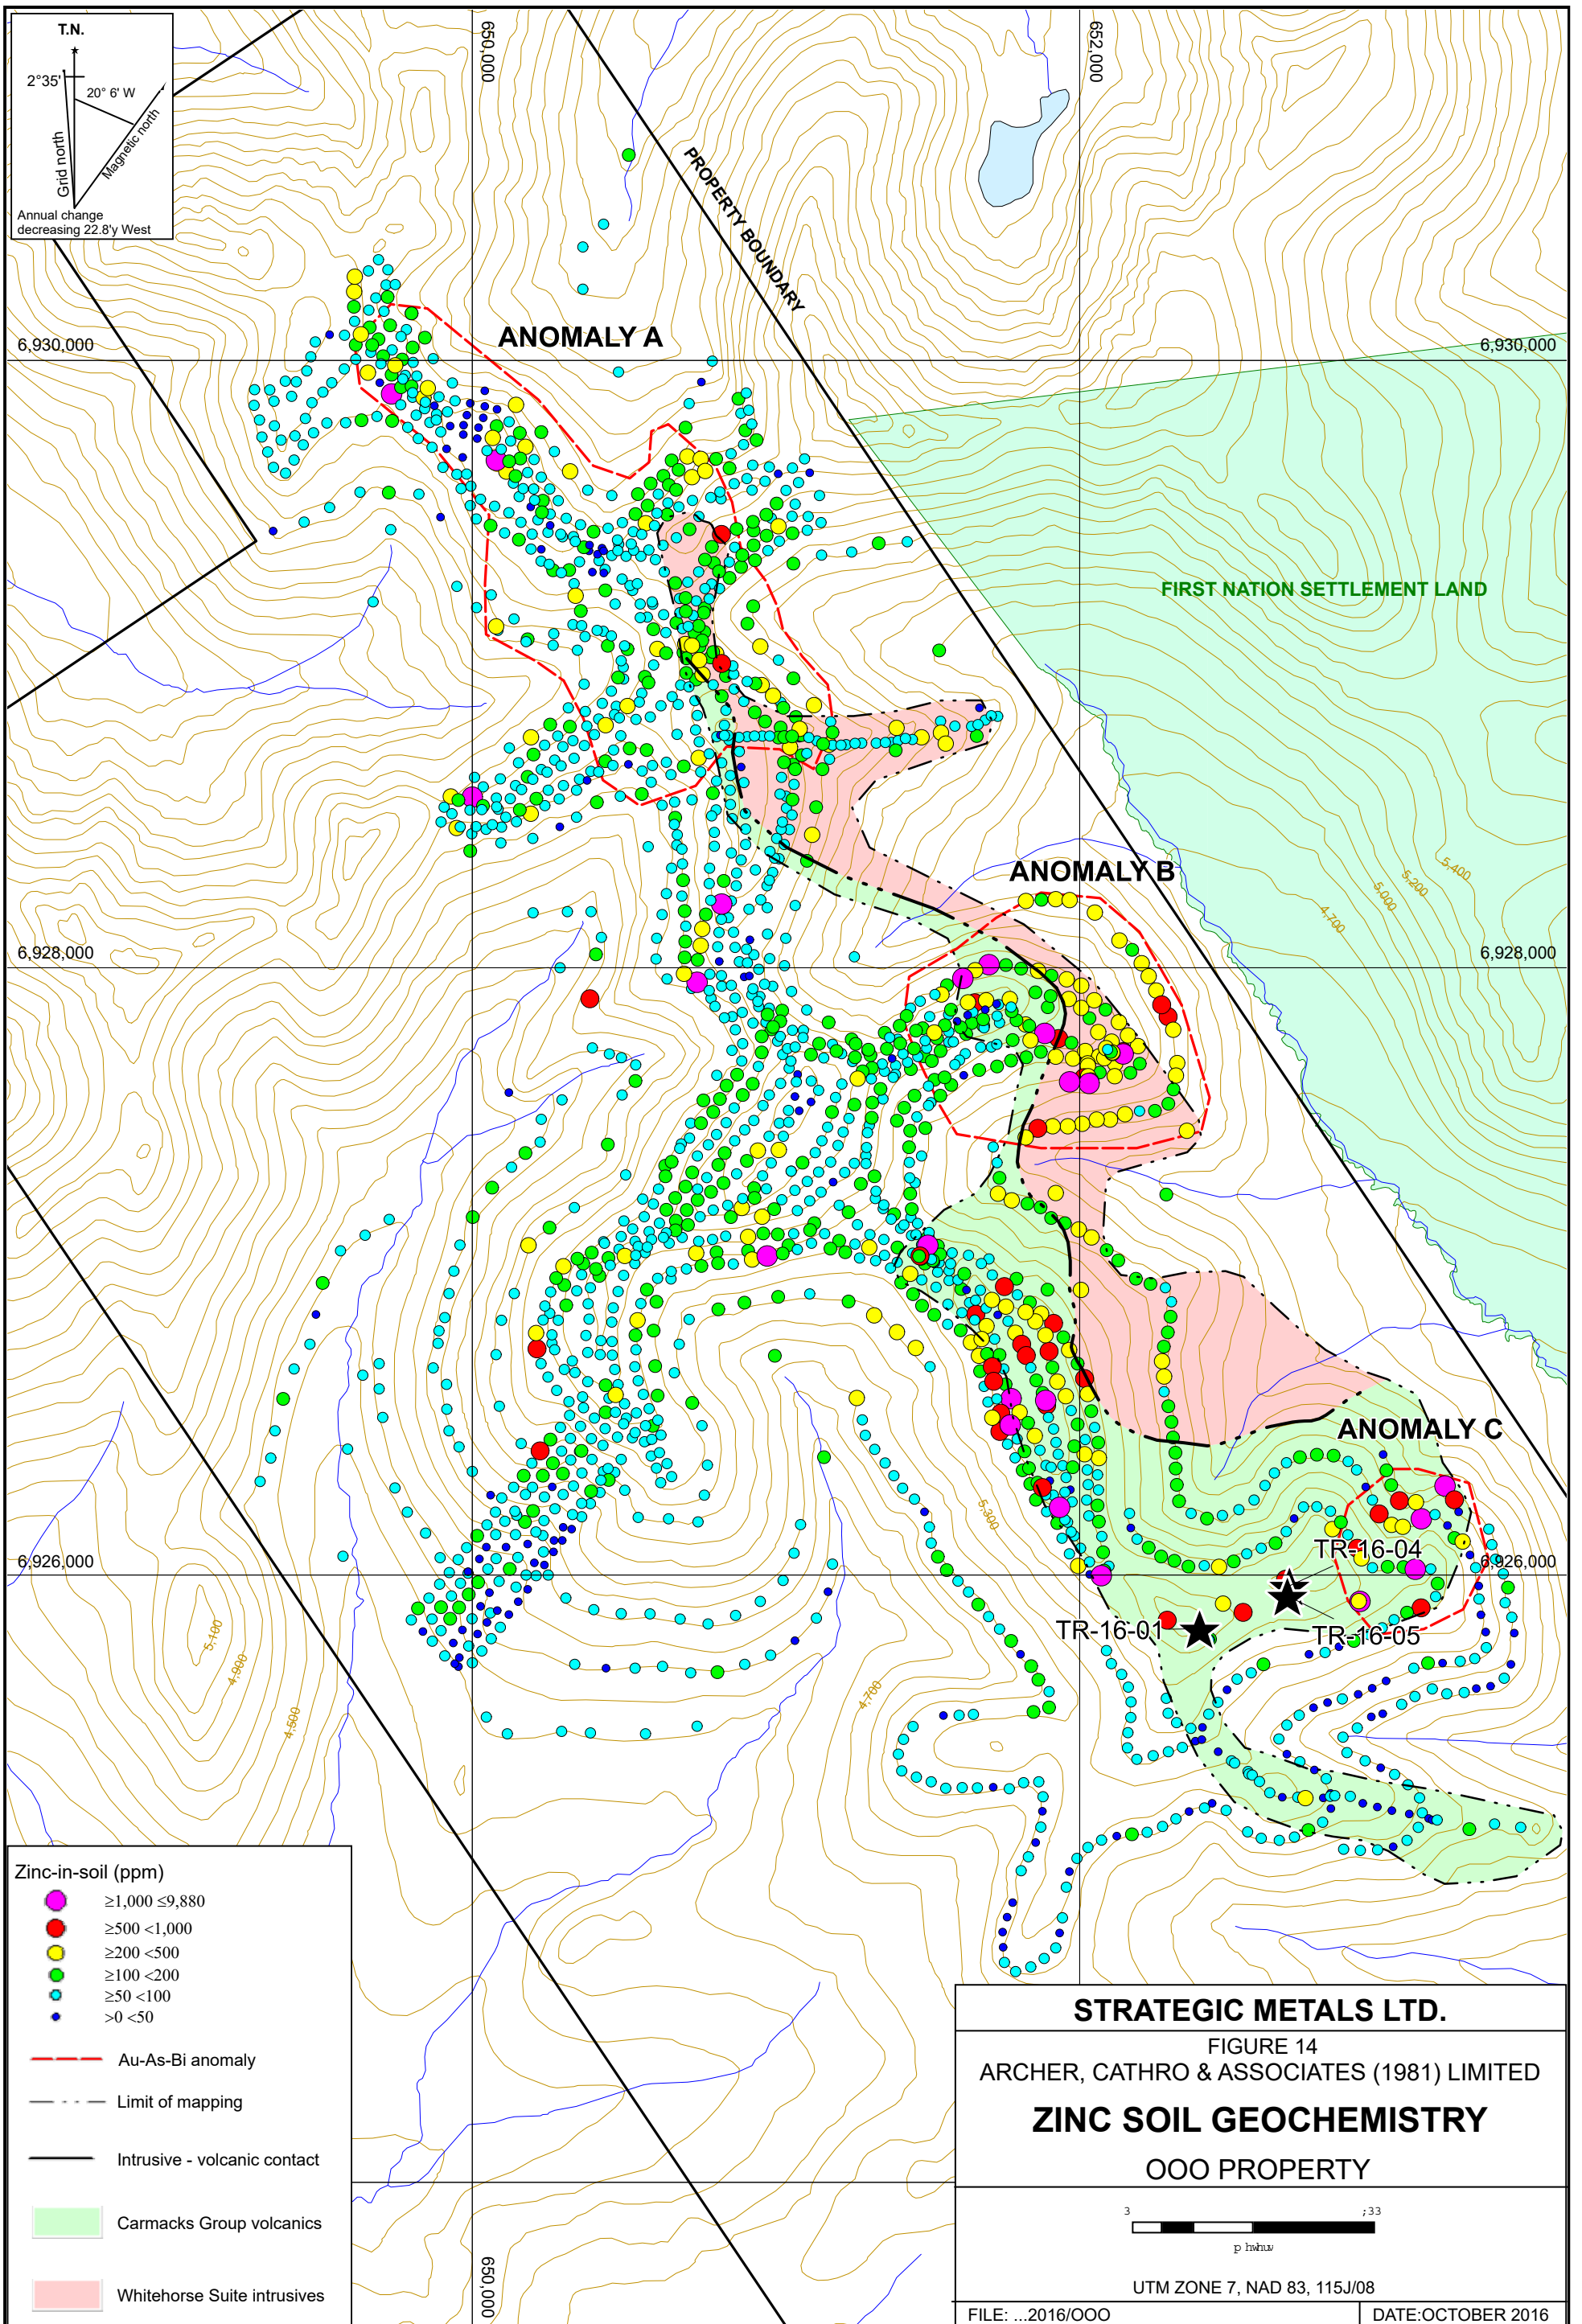 T.N.
2°35'
20° 6' W
Grid north
Magnetic north
Annual change
decreasing 22.8'y West
650,000
652,000
PROPERTY BOUNDARY
ANOMALY A
6,930,000
6,930,000
FIRST NATION SETTLEMENT LAND
ANOMALY B
5,400
5,200
5,000
4,700
6,928,000
6,928,000
ANOMALY C
5,300
TR-16-04
6,926,000
6,926,000
TR-16-01
TR-16-05
5,100
4,900
4,500
4,700
Zinc-in-soil (ppm)
≥1,000 ≤9,880
≥500 <1,000
≥200 <500
≥100 <200
≥50 <100
>0 <50
Au-As-Bi anomaly
Limit of mapping
Intrusive - volcanic contact
Carmacks Group volcanics
Whitehorse Suite intrusives
650,000
STRATEGIC METALS LTD.
FIGURE 14
ARCHER, CATHRO & ASSOCIATES (1981) LIMITED
ZINC SOIL GEOCHEMISTRY
OOO PROPERTY
3 ;33
p hwhuv
UTM ZONE 7, NAD 83, 115J/08
FILE: ...2016/OOO
DATE:OCTOBER 2016